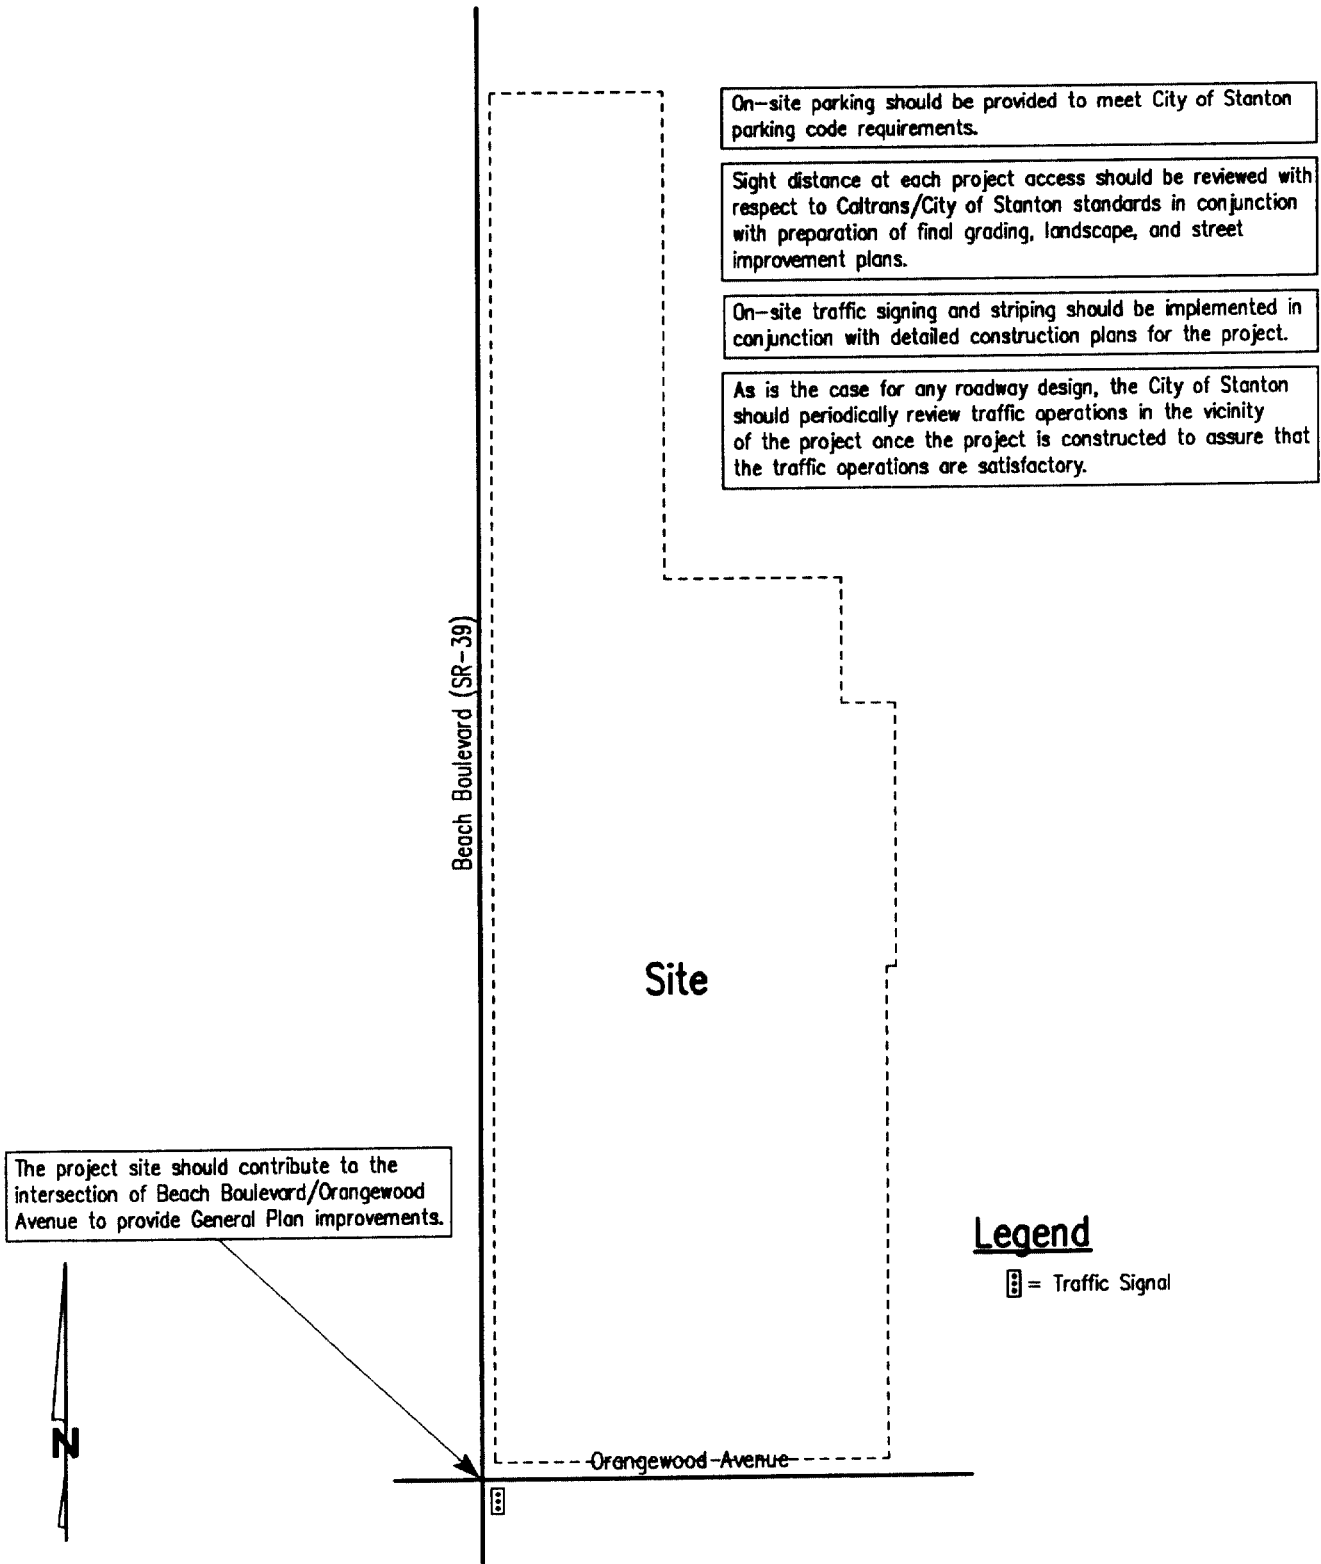 On-site parking should be provided to meet City of Stanton
parking code requirements.
Sight distance at each project access should be reviewed with
respect to Caltrans/City of Stanton standards in conjunction
with preparation of final grading, landscape, and street
improvement plans.
On-site traffic signing and striping should be implemented in
conjunction with detailed construction plans for the project.
As is the case for any roadway design, the City of Stanton
should periodically review traffic operations in the vicinity
of the project once the project is constructed to assure that
the traffic operations are satisfactory.
Beach Boulevard (SR-39)
Site
The project site should contribute to the
intersection of Beach Boulevard/Orangewood
Avenue to provide General Plan improvements.
Legend
= Traffic Signal
N
Orangewood Avenue